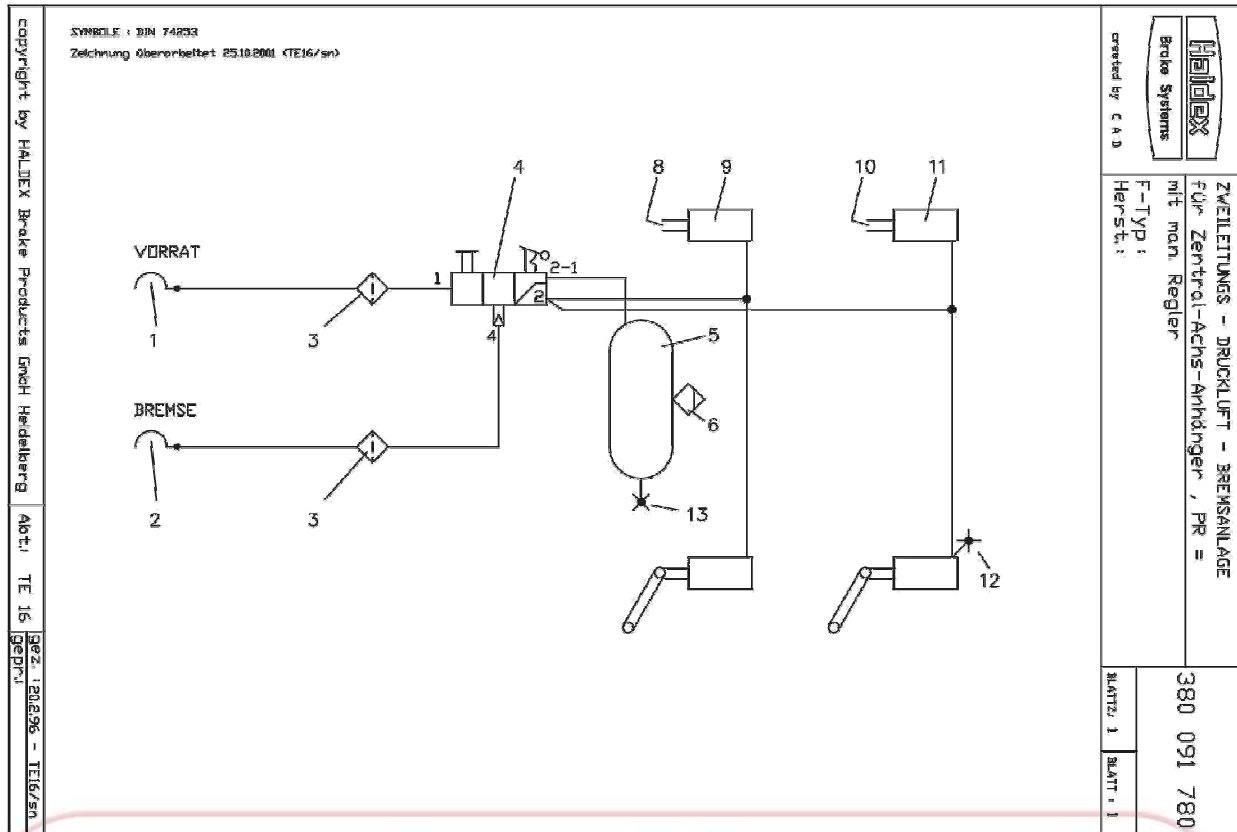 SYMBOLE : DIN 74253
Zeichnung überarbeitet 25.10.2001 (TE16/sn)
VORRAT
BREMSE
1
2
3
3
4
1
2-1
2
4
5
6
13
8
9
10
11
12
Haldex
Brake Systems
created by C A D
ZWEILEITUNGS - DRUCKLUFT - BREMSANLAGE
für Zentral-Achs-Anhänger , PR =
mit man. Regler
F-Typ :
Herst.:
380 091 780
BLATTZ: 1
BLATT : 1
copyright by HALDEX Brake Products GmbH Heidelberg
Abt.: TE 16
gez. :20.2.96 - TE16/sn
gepr.: